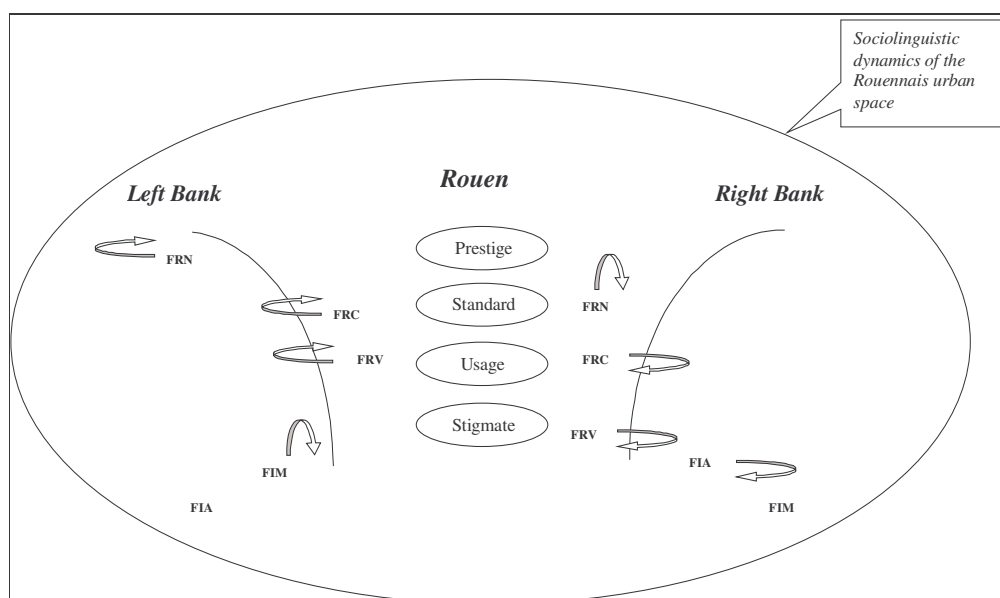 Sociolinguistic
dynamics of the
Rouennais urban
space
Rouen
Left Bank
Right Bank
Prestige
FRN
Standard
FRN
FRC
FRV
Usage
FRC
Stigmate
FRV
FIA
FIM
FIA
FIM